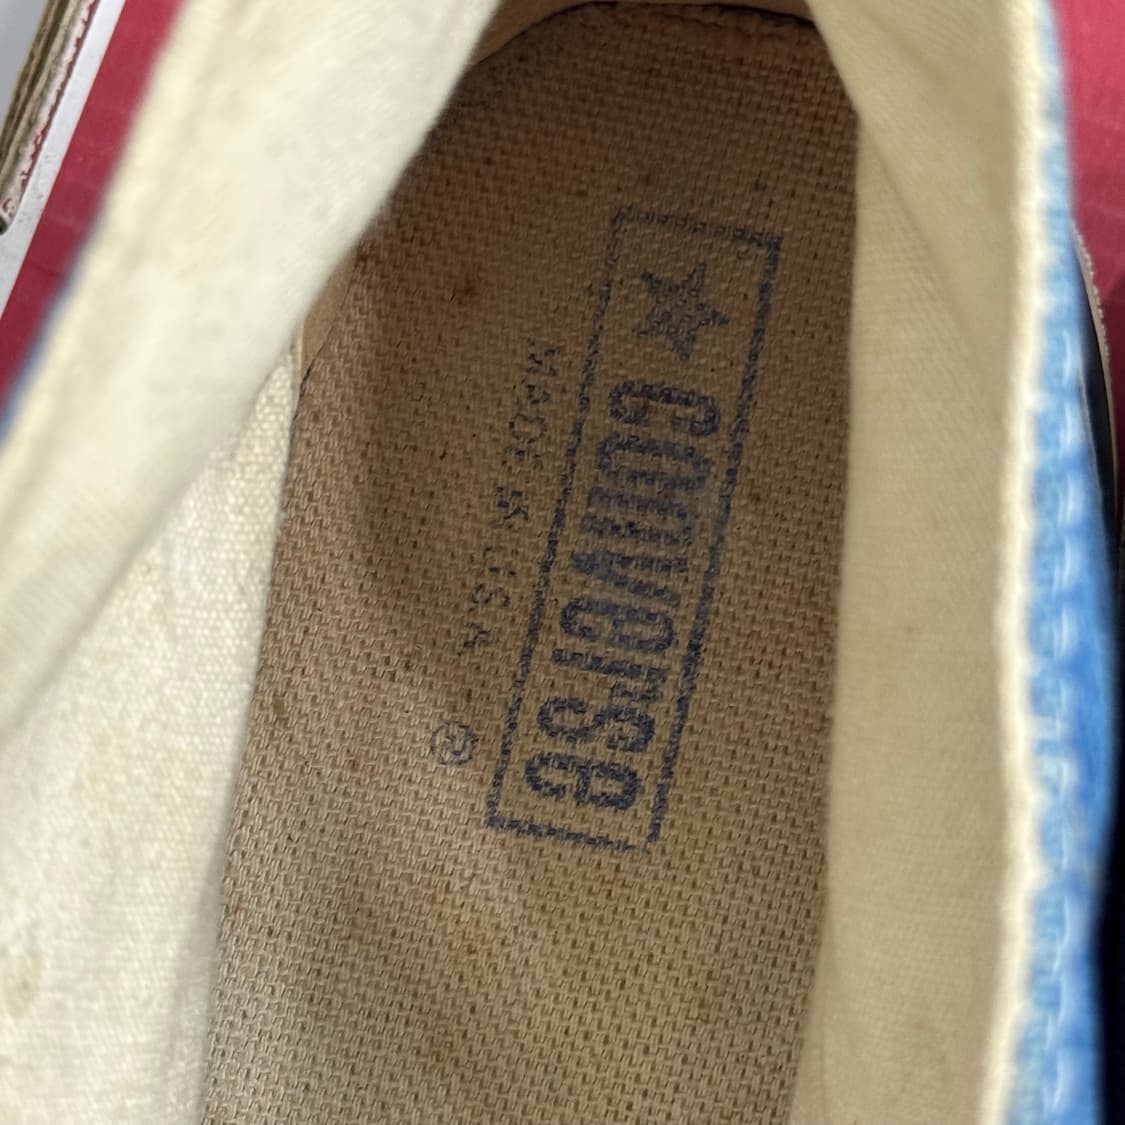 ★ CONVERSE
MADE IN U.S.A.
®